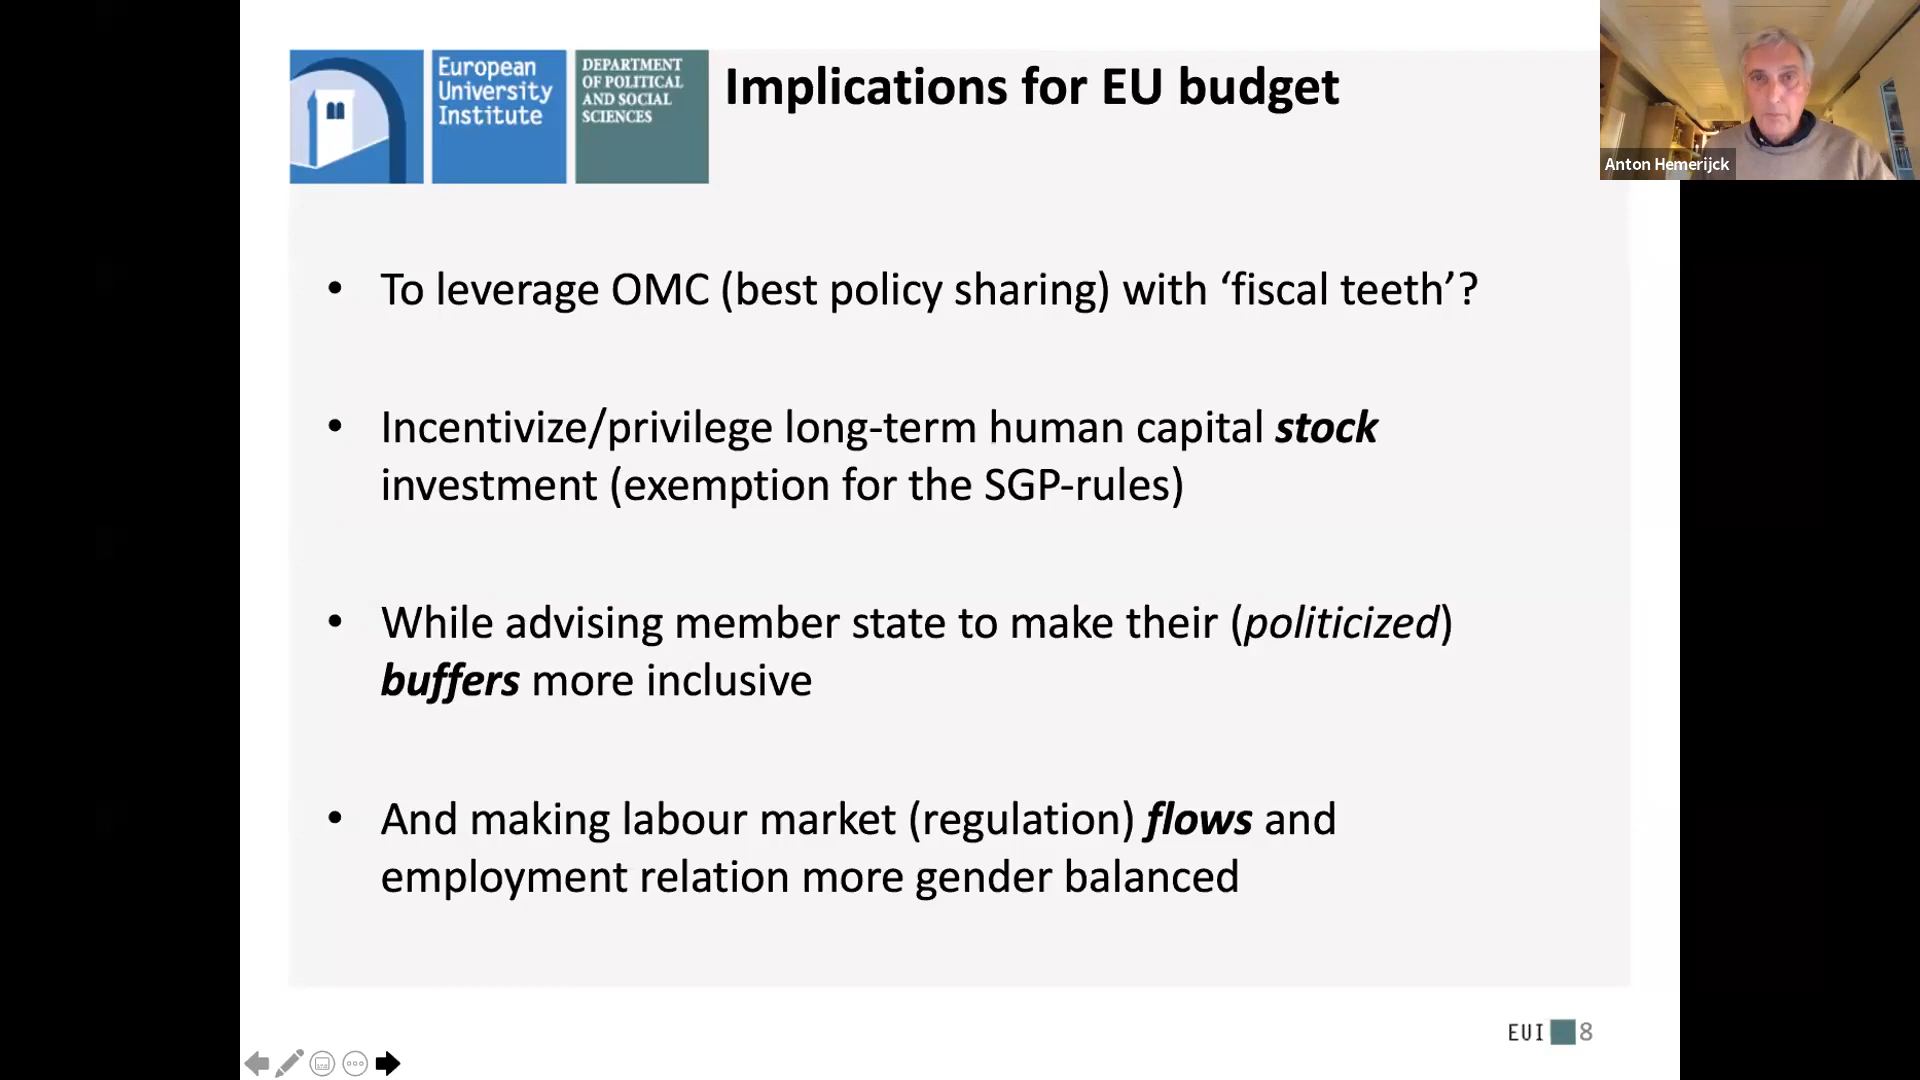 European
University
Institute
DEPARTMENT
OF POLITICAL
AND SOCIAL
SCIENCES
Implications for EU budget
Anton Hemerijck
• To leverage OMC (best policy sharing) with ‘fiscal teeth’?
• Incentivize/privilege long-term human capital stock
investment (exemption for the SGP-rules)
• While advising member state to make their (politicized)
buffers more inclusive
• And making labour market (regulation) flows and
employment relation more gender balanced
EUI 8